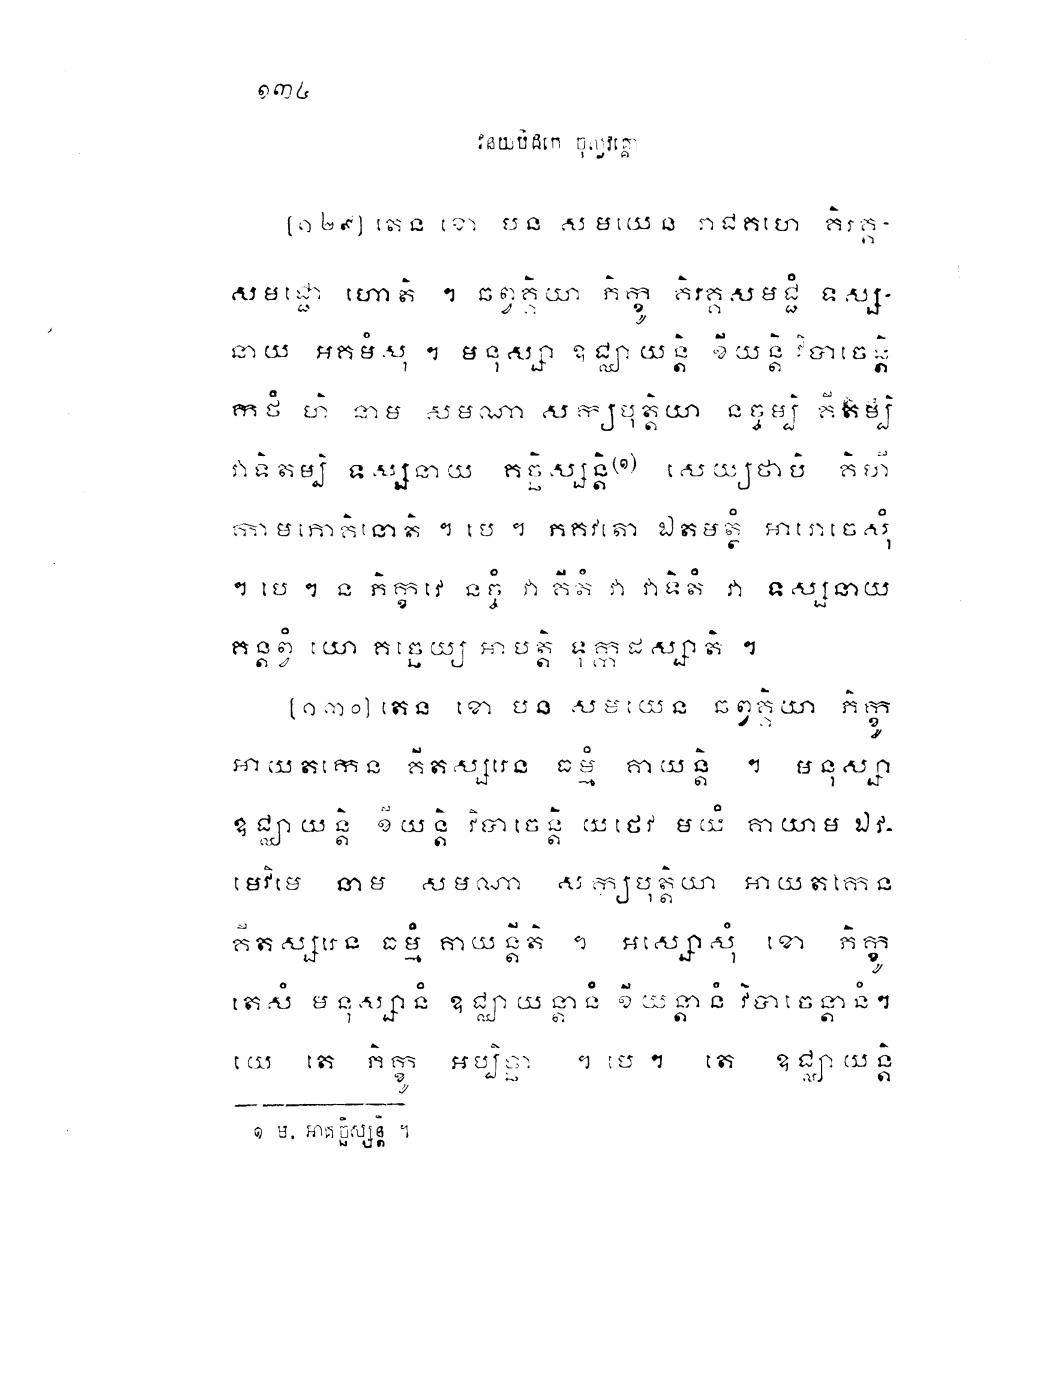 ១៣៤
វិនយបិដកេ ចុល្លវគ្គោ
[១២៩] តេន ខោ បន សមយេន រាជគហេ គិរគ្គ-
សមជ្ជោ ហោតិ ។ ឆព្វគ្គិយា ភិក្ខូ គិរគ្គសមជ្ជំ ទស្ស-
នាយ អគមំសុ ។ មនុស្សា ឧជ្ឈាយន្តិ ខីយន្តិ វិបាចេន្តិ
កថំ ហិ នាម សមណា សក្យបុត្តិយា នច្ចម្បិ គីតម្បិ
វាទិតម្បិ ទស្សនាយ គច្ឆិស្សន្តិ(១) សេយ្យថាបិ គិហី
កាមភោគិនោតិ ។ បេ ។ ភគវតោ ឯតមត្ថំ អារោចេសុំ
។ បេ ។ ន ភិក្ខវេ នច្ចំ វា គីតំ វា វាទិតំ វា ទស្សនាយ
គន្តព្វំ យោ គច្ឆេយ្យ អាបត្តិ ទុក្កដស្សាតិ ។
[១៣០] តេន ខោ បន សមយេន ឆព្វគ្គិយា ភិក្ខូ
អាយតកេន គីតស្សរេន ធម្មំ គាយន្តិ ។ មនុស្សា
ឧជ្ឈាយន្តិ ខីយន្តិ វិបាចេន្តិ យថេវ មយំ គាយាម ឯវ-
មេវិមេ នាម សមណា សក្យបុត្តិយា អាយតកេន
គីតស្សរេន ធម្មំ គាយន្តីតិ ។ អស្សោសុំ ខោ ភិក្ខូ
តេសំ មនុស្សានំ ឧជ្ឈាយន្តានំ ខីយន្តានំ វិបាចេន្តានំ។
យេ តេ ភិក្ខូ អប្បិច្ឆា ។ បេ ។ តេ ឧជ្ឈាយន្តិ
១ ម. អាគច្ឆិស្សន្តិ ។